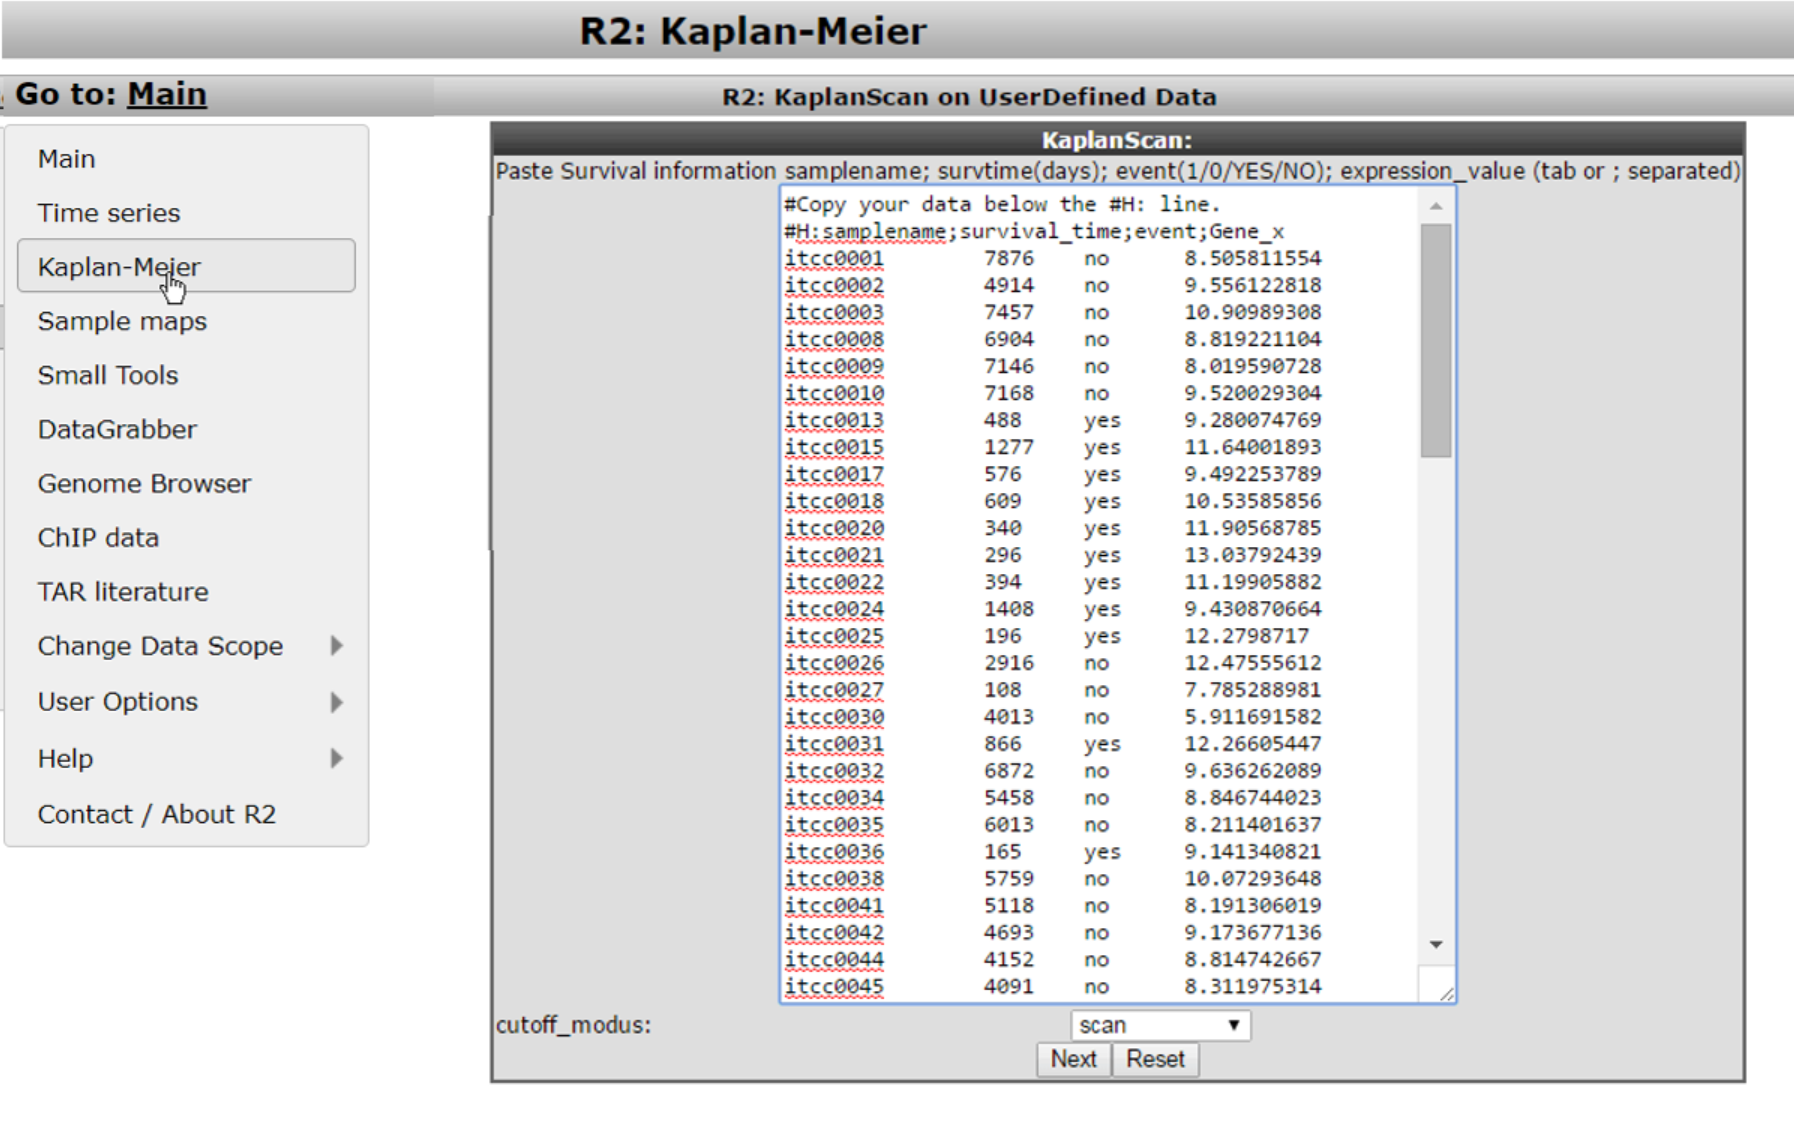 R2: Kaplan-Meier
Go to: Main
R2: KaplanScan on UserDefined Data
Main
Time series
Kaplan-Meier
Sample maps
Small Tools
DataGrabber
Genome Browser
ChIP data
TAR literature
Change Data Scope
User Options
Help
Contact / About R2
KaplanScan:
Paste Survival information samplename; survtime(days); event(1/0/YES/NO); expression_value (tab or ; separated)
#Copy your data below the #H: line.
#H:samplename;survival_time;event;Gene_x
itcc0001 7876 no 8.505811554
itcc0002 4914 no 9.556122818
itcc0003 7457 no 10.90989308
itcc0008 6904 no 8.819221104
itcc0009 7146 no 8.019590728
itcc0010 7168 no 9.520029304
itcc0013 488 yes 9.280074769
itcc0015 1277 yes 11.64001893
itcc0017 576 yes 9.492253789
itcc0018 609 yes 10.53585856
itcc0020 340 yes 11.90568785
itcc0021 296 yes 13.03792439
itcc0022 394 yes 11.19905882
itcc0024 1408 yes 9.430870664
itcc0025 196 yes 12.2798717
itcc0026 2916 no 12.47555612
itcc0027 108 no 7.785288981
itcc0030 4013 no 5.911691582
itcc0031 866 yes 12.26605447
itcc0032 6872 no 9.636262089
itcc0034 5458 no 8.846744023
itcc0035 6013 no 8.211401637
itcc0036 165 yes 9.141340821
itcc0038 5759 no 10.07293648
itcc0041 5118 no 8.191306019
itcc0042 4693 no 9.173677136
itcc0044 4152 no 8.814742667
itcc0045 4091 no 8.311975314
cutoff_modus: scan
Next Reset